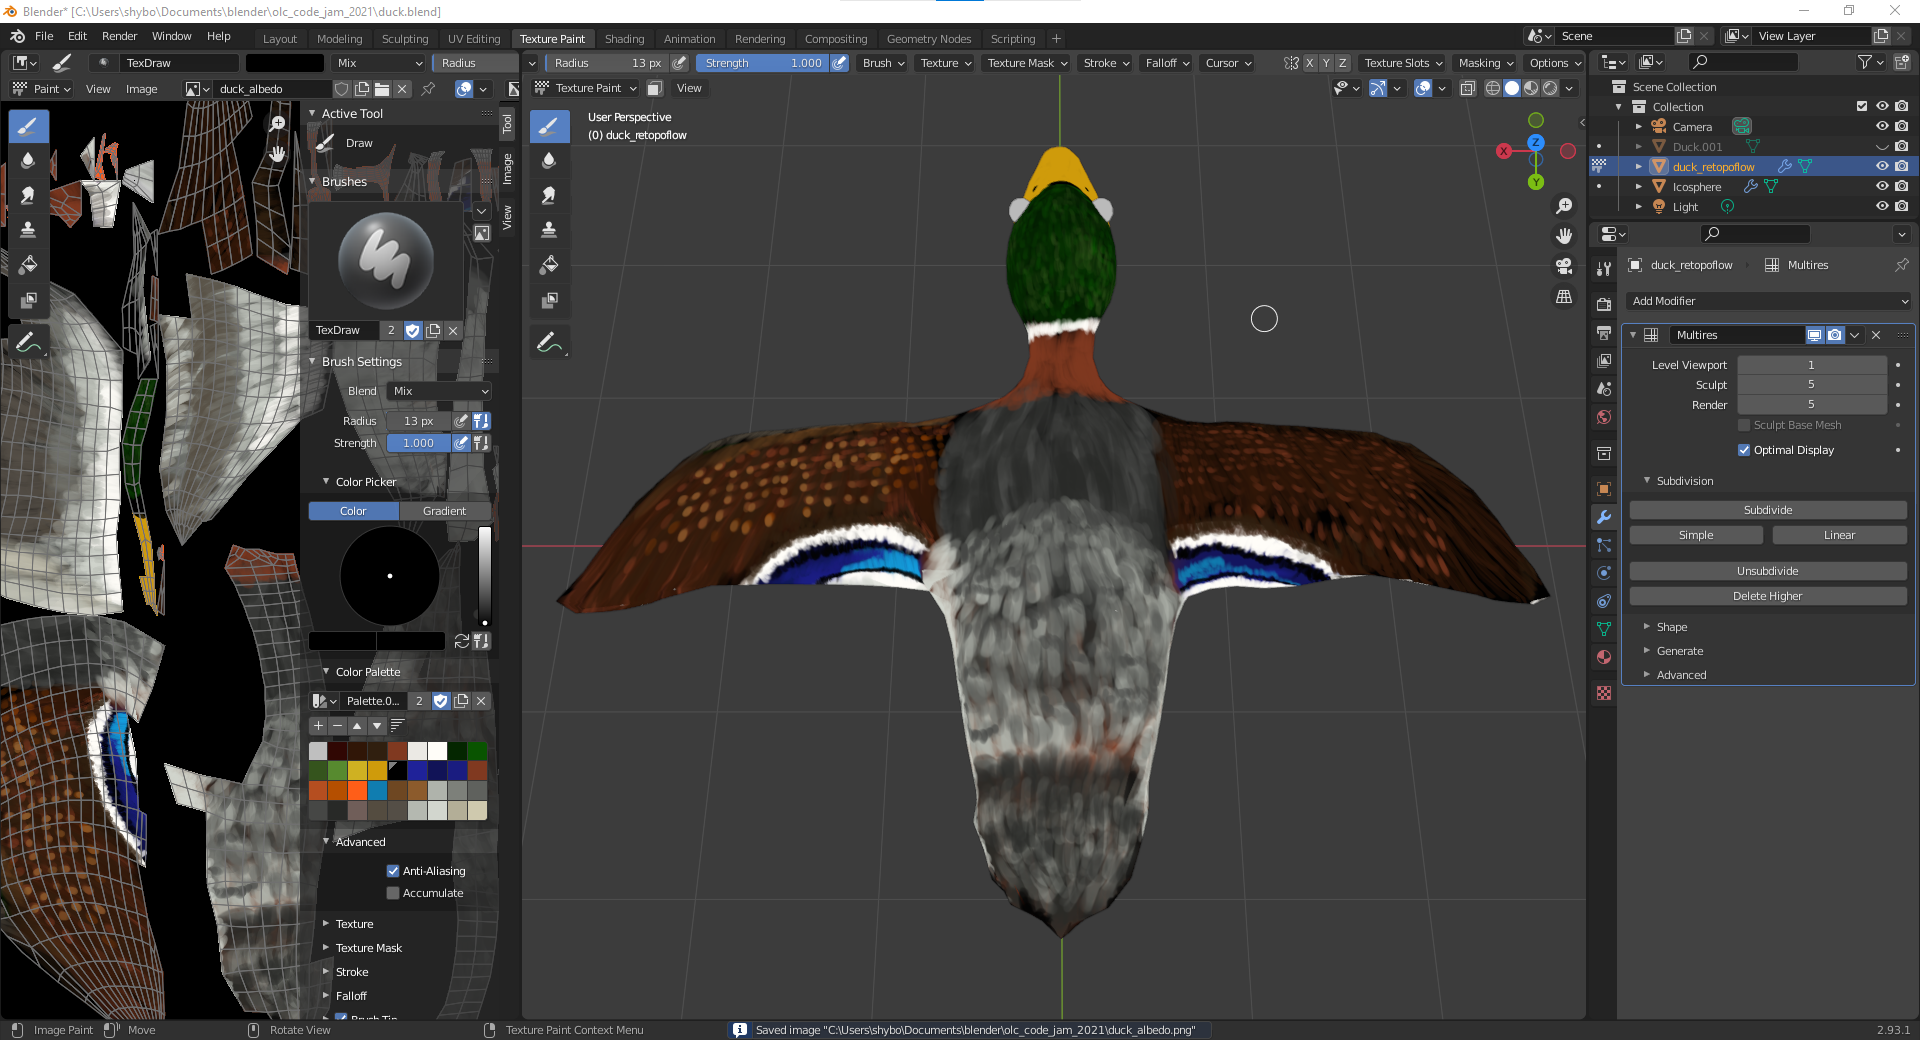 Blender* [C:\Users\shybo\Documents\blender\olc_code_jam_2021\duck.blend]
File Edit Render Window Help
Layout Modeling Sculpting UV Editing Texture Paint Shading Animation Rendering Compositing Geometry Nodes Scripting +
Scene View Layer
TexDraw Mix Radius
Radius 13 px Strength 1.000 Brush Texture Texture Mask Stroke Falloff Cursor X Y Z Texture Slots Masking Options
Paint View Image duck_albedo
Texture Paint View
Active Tool
Draw
Brushes
TexDraw 2
Brush Settings
Blend Mix
Radius 13 px
Strength 1.000
Color Picker
Color Gradient
Color Palette
Palette.0... 2
Advanced
Anti-Aliasing
Accumulate
Texture
Texture Mask
Stroke
Falloff
Brush Tip
Tool
Image
View
User Perspective
(0) duck_retopoflow
X
Z
Y
Scene Collection
Collection
Camera
Duck.001
duck_retopoflow
Icosphere
Light
duck_retopoflow Multires
Add Modifier
Multires
Level Viewport 1
Sculpt 5
Render 5
Sculpt Base Mesh
Optimal Display
Subdivision
Subdivide
Simple Linear
Unsubdivide
Delete Higher
Shape
Generate
Advanced
Image Paint Move Rotate View Texture Paint Context Menu Saved image "C:\Users\shybo\Documents\blender\olc_code_jam_2021\duck_albedo.png" 2.93.1